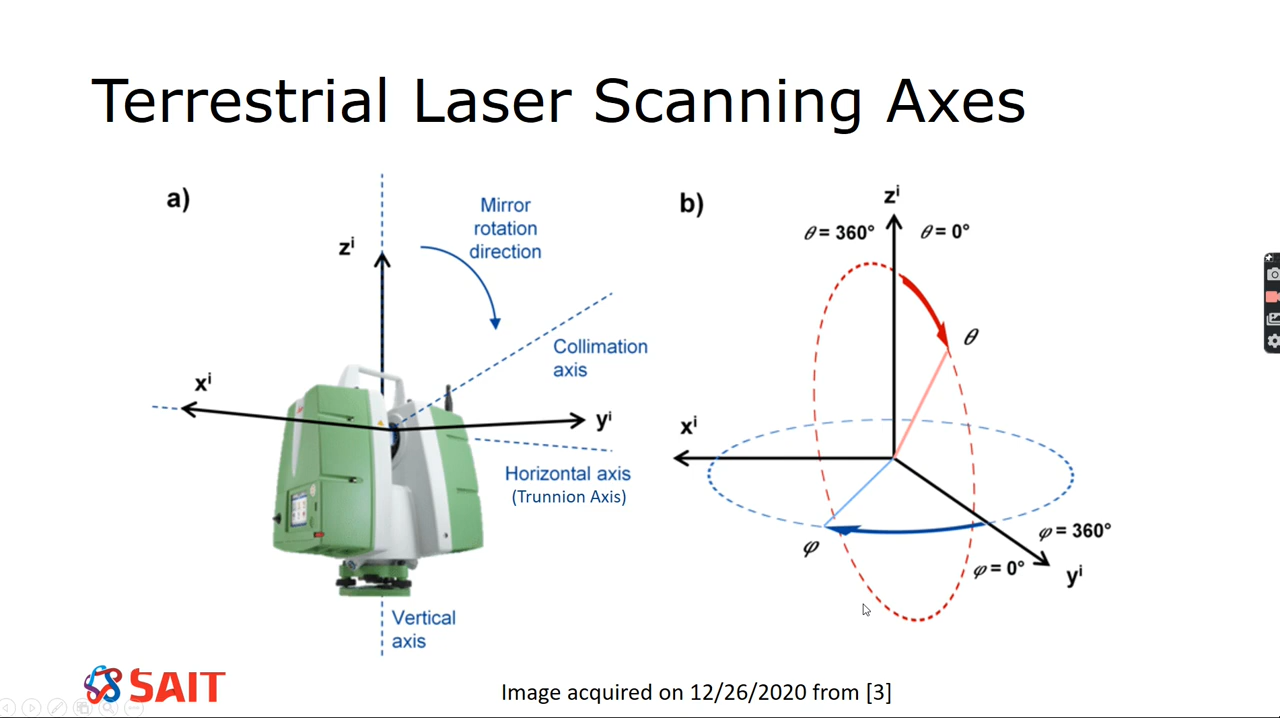 Terrestrial Laser Scanning Axes
a)
Mirror
rotation
direction
zⁱ
Collimation
axis
xⁱ
yⁱ
Horizontal axis
(Trunnion Axis)
Vertical
axis
b)
zⁱ
θ = 360°
θ = 0°
θ
xⁱ
φ = 360°
φ
φ = 0°
yⁱ
SAIT
Image acquired on 12/26/2020 from [3]